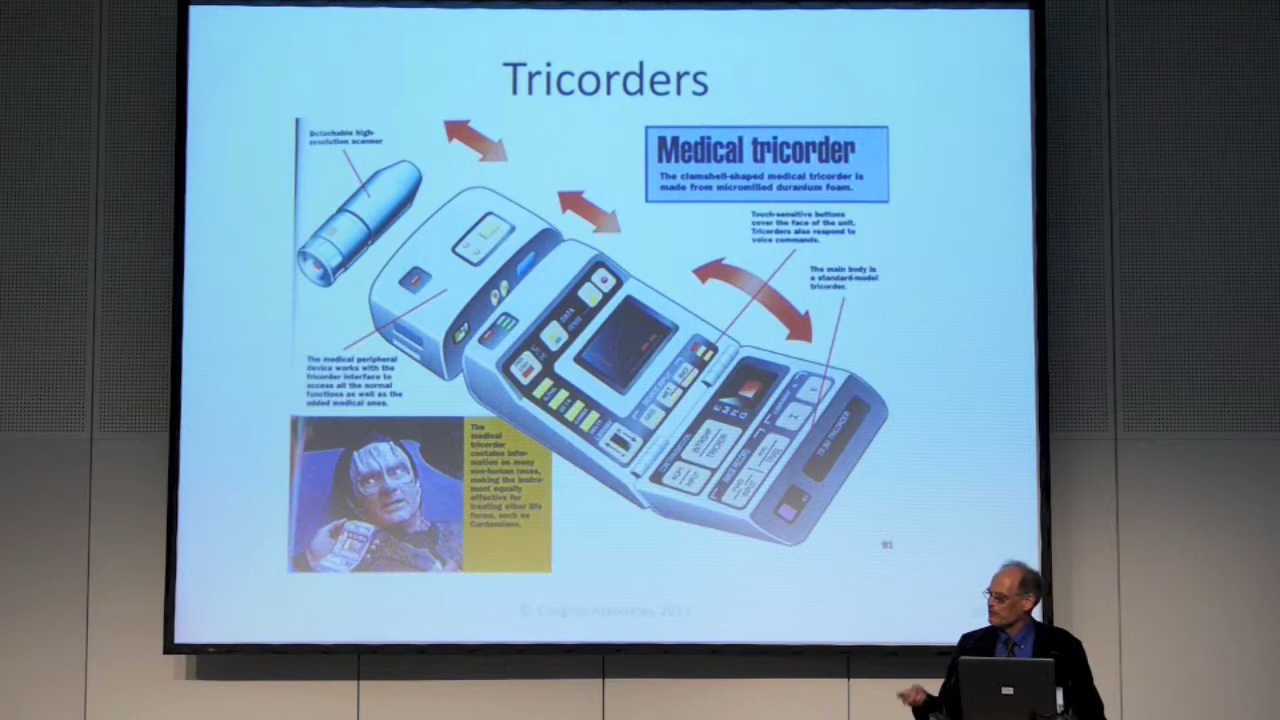 Tricorders
Detachable high-
resolution scanner
Medical tricorder
The clamshell-shaped medical tricorder is
made from micromilled duranium foam.
Touch-sensitive buttons
cover the face of the unit.
Tricorders also respond to
voice commands.
The main body is
a standard-model
tricorder.
The medical peripheral
device works with the
tricorder interface to
access all the normal
functions as well as the
added medical ones.
DATA
The
medical
tricorder
contains infor-
mation on many
non-human races,
making the instru-
ment equally
effective for
treating other life
forms, such as
Cardassians.
91
Associates, 2011